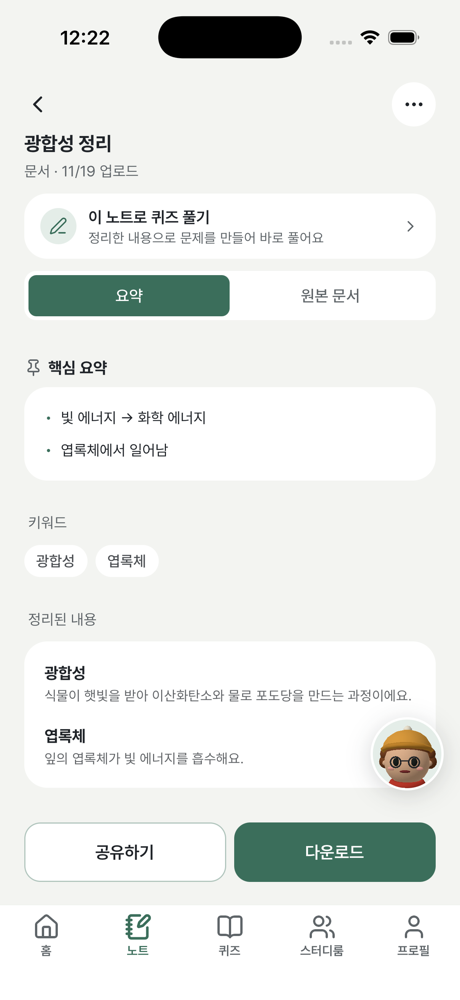 12:22
광합성 정리
문서 · 11/19 업로드
이 노트로 퀴즈 풀기
정리한 내용으로 문제를 만들어 바로 풀어요
요약
원본 문서
핵심 요약
• 빛 에너지 → 화학 에너지
• 엽록체에서 일어남
키워드
광합성
엽록체
정리된 내용
광합성
식물이 햇빛을 받아 이산화탄소와 물로 포도당을 만드는 과정이에요.
엽록체
잎의 엽록체가 빛 에너지를 흡수해요.
공유하기
다운로드
홈
노트
퀴즈
스터디룸
프로필